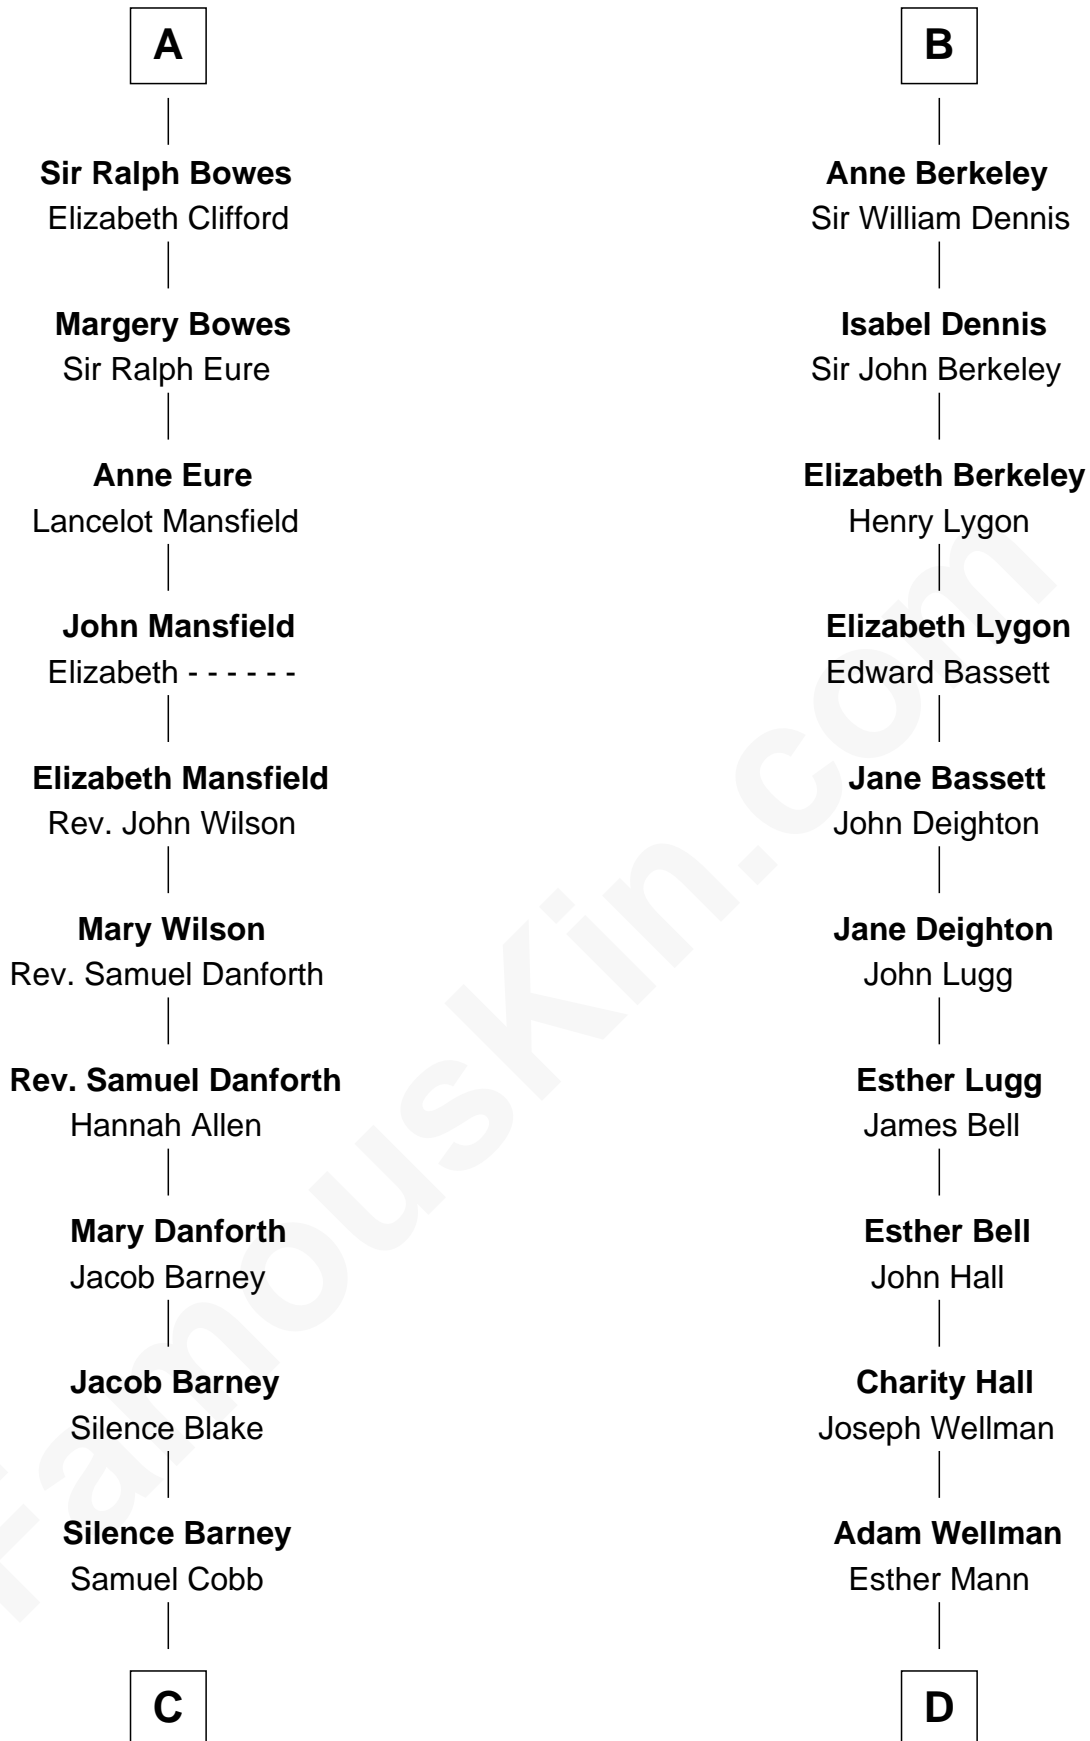 A
Sir Ralph Bowes
Elizabeth Clifford
Margery Bowes
Sir Ralph Eure
Anne Eure
Lancelot Mansfield
John Mansfield
Elizabeth - - - - - -
Elizabeth Mansfield
Rev. John Wilson
Mary Wilson
Rev. Samuel Danforth
Rev. Samuel Danforth
Hannah Allen
Mary Danforth
Jacob Barney
Jacob Barney
Silence Blake
Silence Barney
Samuel Cobb
C
B
Anne Berkeley
Sir William Dennis
Isabel Dennis
Sir John Berkeley
Elizabeth Berkeley
Henry Lygon
Elizabeth Lygon
Edward Bassett
Jane Bassett
John Deighton
Jane Deighton
John Lugg
Esther Lugg
James Bell
Esther Bell
John Hall
Charity Hall
Joseph Wellman
Adam Wellman
Esther Mann
D
FamousKin.com